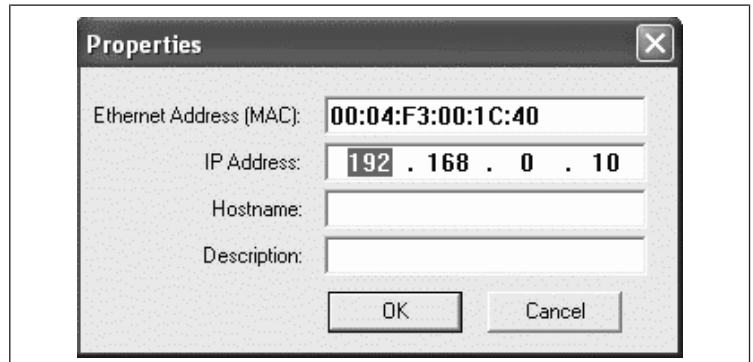 Properties
Ethernet Address (MAC): 00:04:F3:00:1C:40
IP Address: 192 . 168 . 0 . 10
Hostname:
Description:
OK Cancel